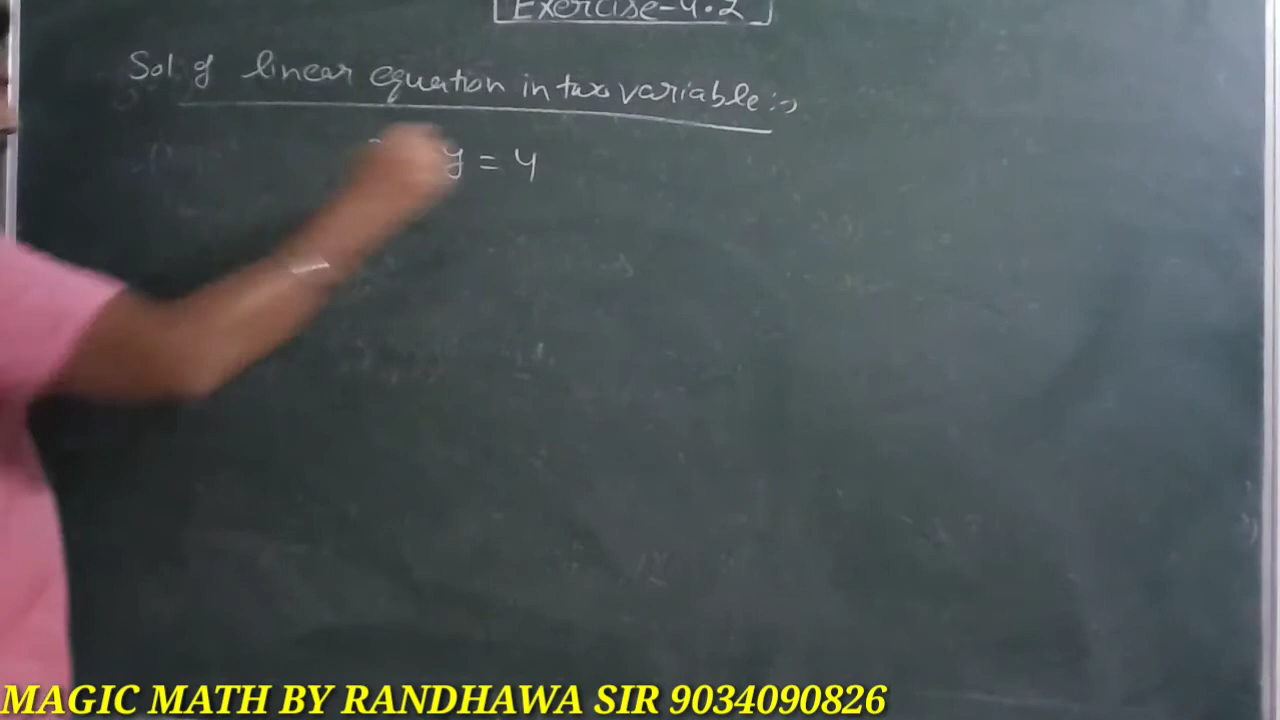 Exercise-4.2
Sol of linear equation in two variable :->
y = 4
MAGIC MATH BY RANDHAWA SIR 9034090826